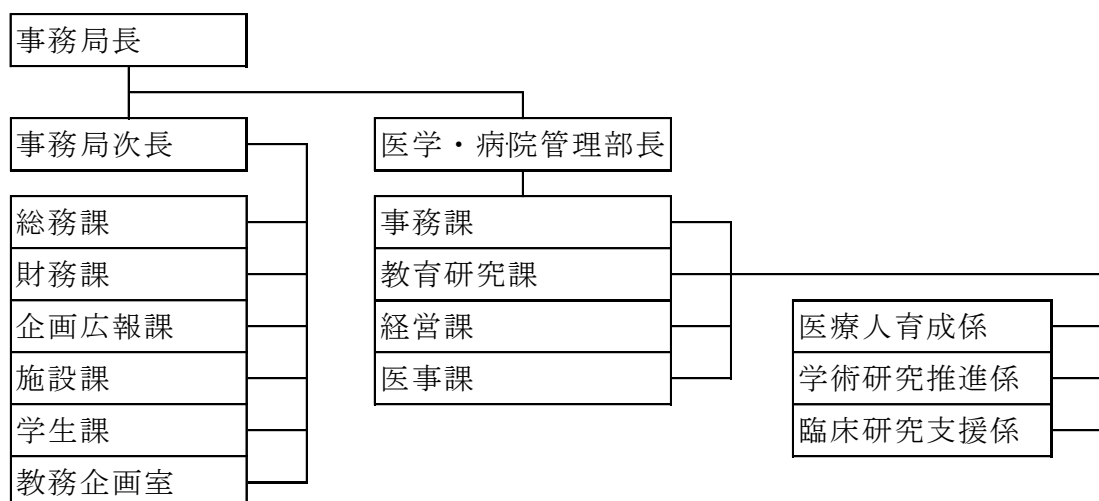 事務局長
事務局次長
医学・病院管理部長
総務課
財務課
企画広報課
施設課
学生課
教務企画室
事務課
教育研究課
経営課
医事課
医療人育成係
学術研究推進係
臨床研究支援係